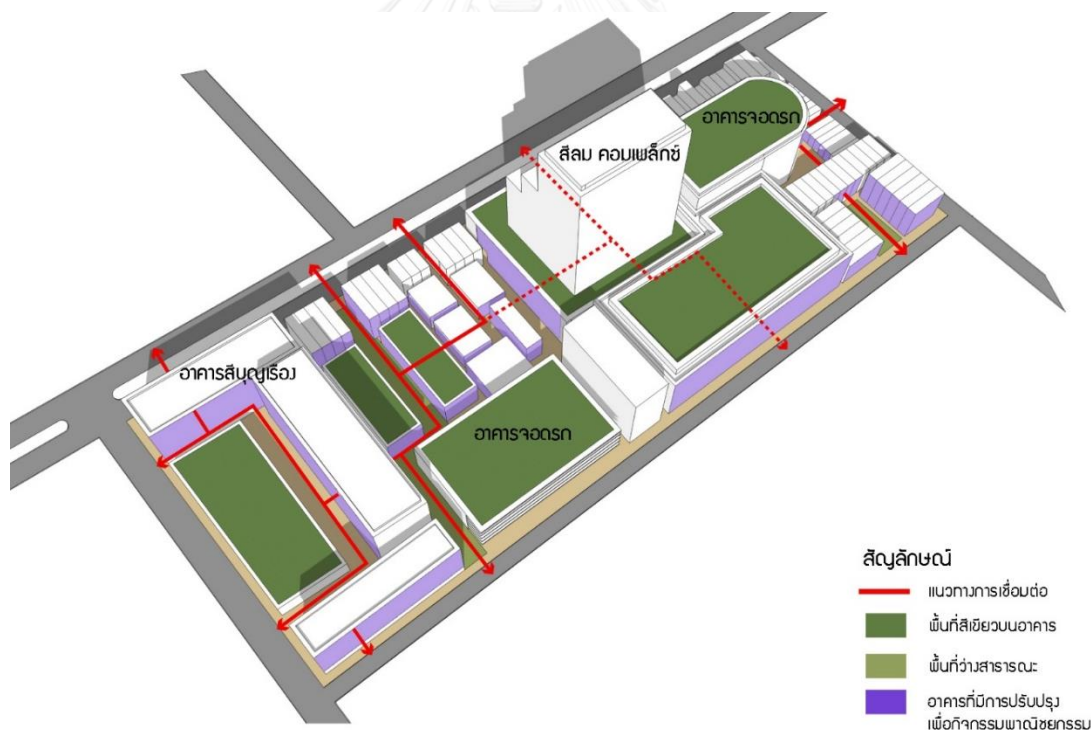 อาคารจอดรถ
สีลม คอมเพล็กซ์
อาคารสีบุญเรือง
อาคารจอดรถ
สัญลักษณ์
แนวทางการเชื่อมต่อ
พื้นที่สีเขียวบนอาคาร
พื้นที่ว่างสาธารณะ
อาคารที่มีการปรับปรุง
เพื่อกิจกรรมพาณิชยกรรม